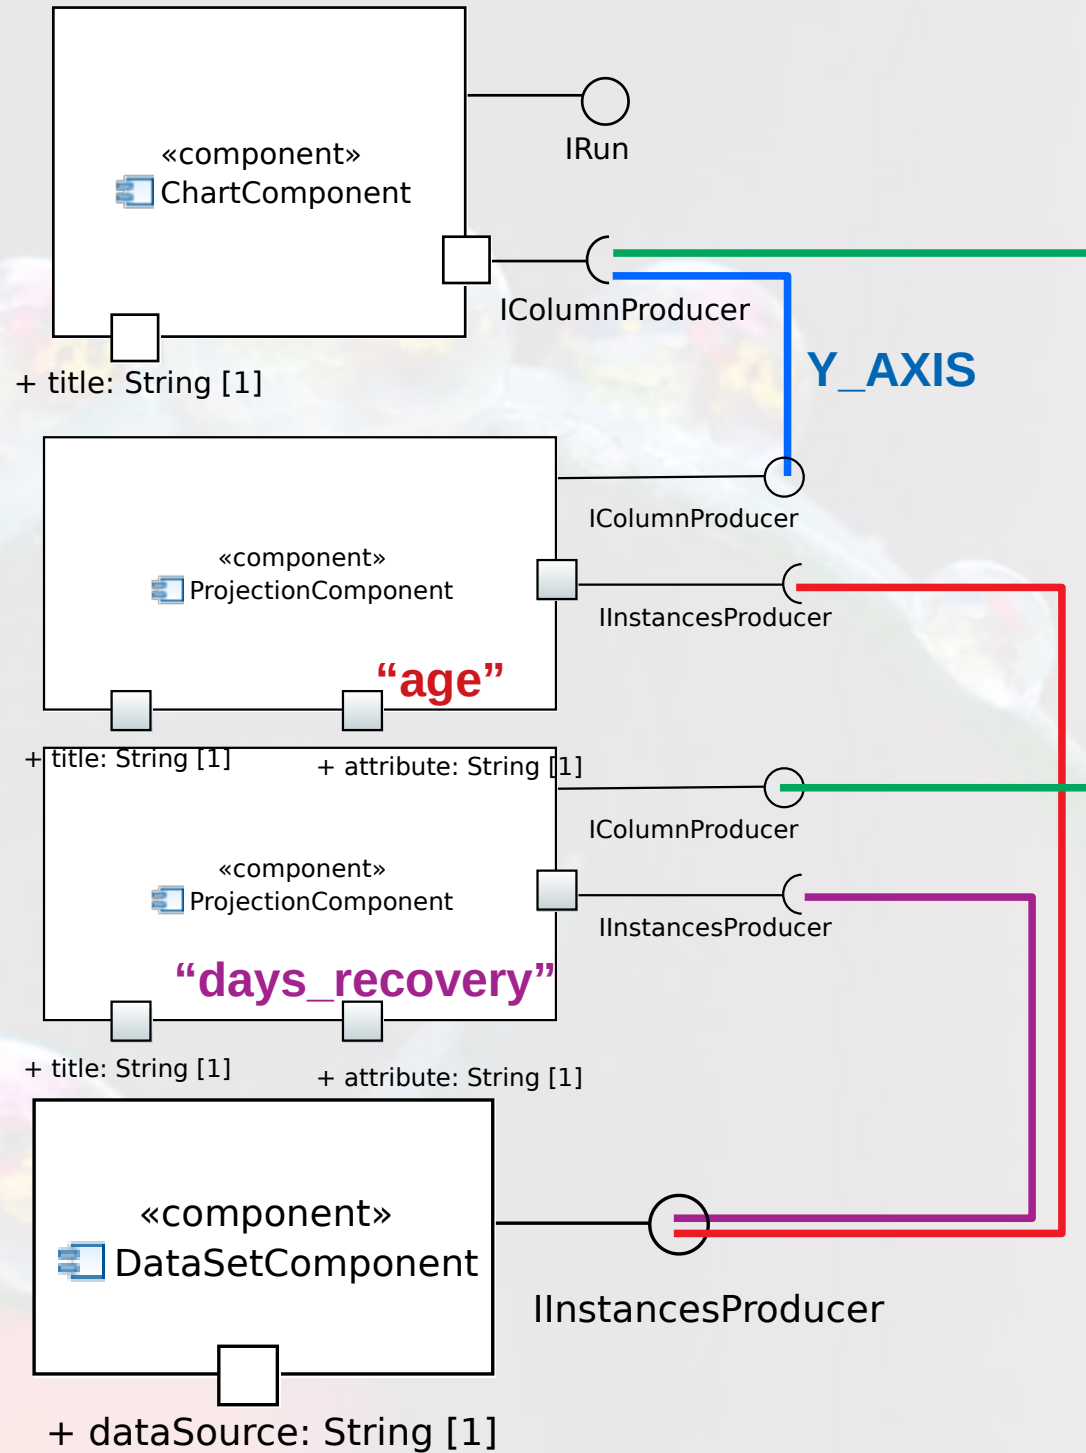 «component»
ChartComponent
IRun
IColumnProducer
+ title: String [1]
Y_AXIS
IColumnProducer
«component»
ProjectionComponent
IInstancesProducer
“age”
+ title: String [1]
+ attribute: String [1]
IColumnProducer
«component»
ProjectionComponent
IInstancesProducer
“days_recovery”
+ title: String [1]
+ attribute: String [1]
«component»
DataSetComponent
IInstancesProducer
+ dataSource: String [1]